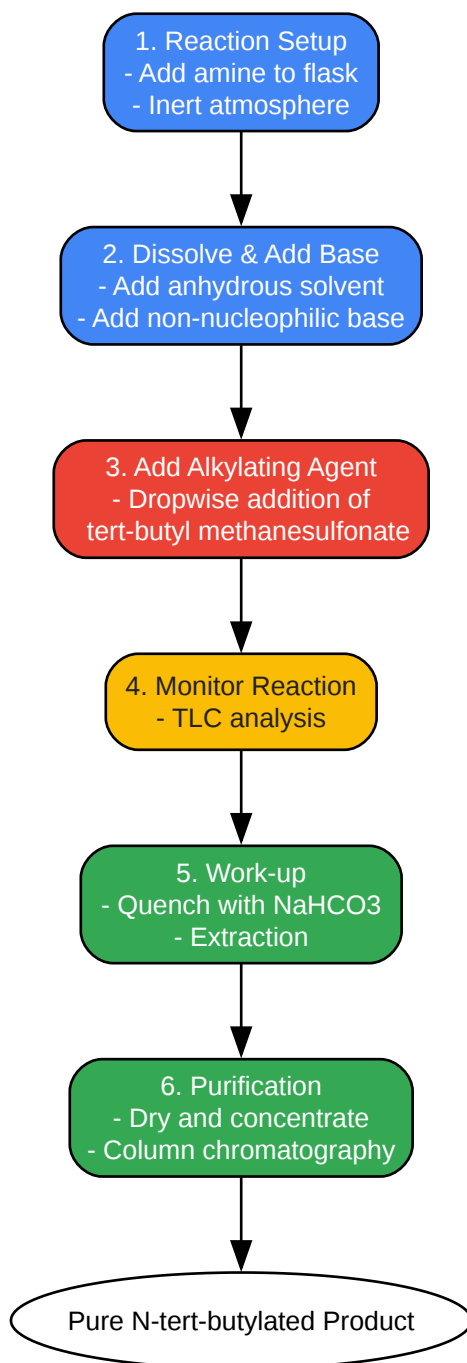 1. Reaction Setup
- Add amine to flask
- Inert atmosphere
2. Dissolve & Add Base
- Add anhydrous solvent
- Add non-nucleophilic base
3. Add Alkylating Agent
- Dropwise addition of
tert-butyl methanesulfonate
4. Monitor Reaction
- TLC analysis
5. Work-up
- Quench with NaHCO3
- Extraction
6. Purification
- Dry and concentrate
- Column chromatography
Pure N-tert-butylated Product